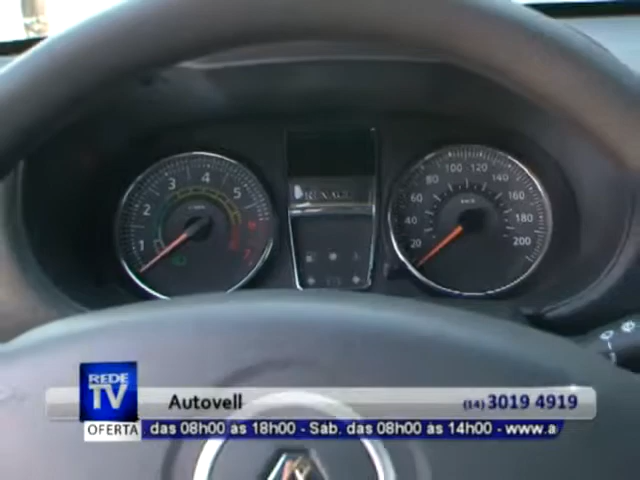 3 4 5
2 6
1 7
80 100 120 140
60 160
40 180
20 200
km/h
REDE
TV
OFERTA
Autovell
(14) 3019 4919
das 08h00 às 18h00 - Sáb. das 08h00 às 14h00 - www.a